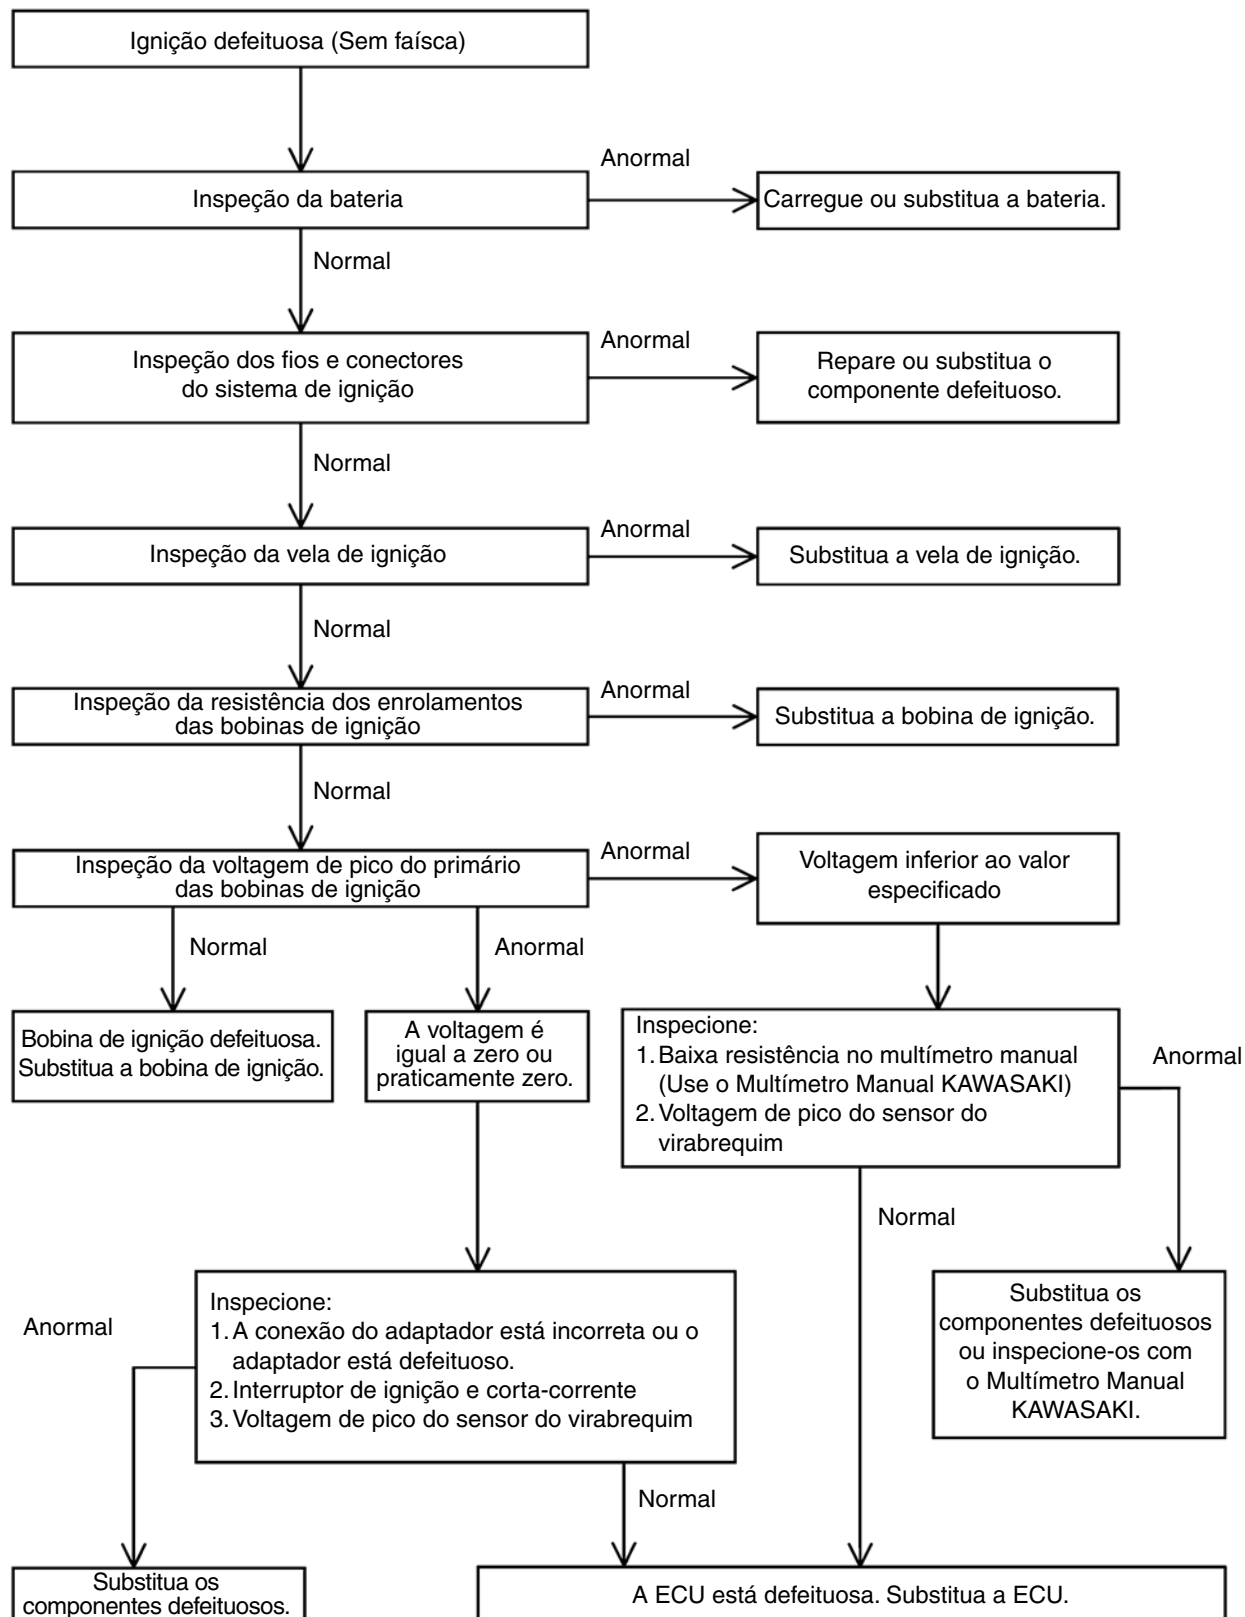 Ignição defeituosa (Sem faísca)
Anormal
Inspeção da bateria
Carregue ou substitua a bateria.
Normal
Anormal
Inspeção dos fios e conectores
do sistema de ignição
Repare ou substitua o
componente defeituoso.
Normal
Anormal
Inspeção da vela de ignição
Substitua a vela de ignição.
Normal
Anormal
Inspeção da resistência dos enrolamentos
das bobinas de ignição
Substitua a bobina de ignição.
Normal
Anormal
Inspeção da voltagem de pico do primário
das bobinas de ignição
Voltagem inferior ao valor
especificado
Normal
Anormal
Bobina de ignição defeituosa.
Substitua a bobina de ignição.
A voltagem é
igual a zero ou
praticamente zero.
Inspecione:
1. Baixa resistência no multímetro manual
(Use o Multímetro Manual KAWASAKI)
2. Voltagem de pico do sensor do
virabrequim
Anormal
Normal
Anormal
Inspecione:
1. A conexão do adaptador está incorreta ou o
adaptador está defeituoso.
2. Interruptor de ignição e corta-corrente
3. Voltagem de pico do sensor do virabrequim
Substitua os
componentes defeituosos
ou inspecione-os com
o Multímetro Manual
KAWASAKI.
Normal
Substitua os
componentes defeituosos.
A ECU está defeituosa. Substitua a ECU.